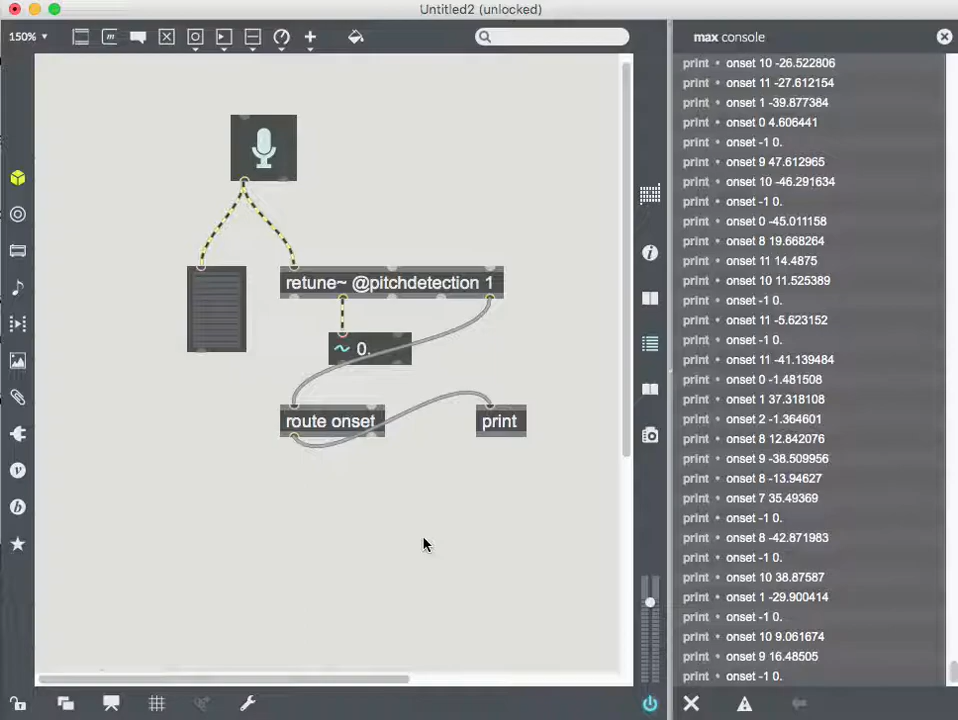 Untitled2 (unlocked)
150% ▼
max console
retune~ @pitchdetection 1
~ 0.
route onset
print
print • onset 10 -26.522806
print • onset 11 -27.612154
print • onset 1 -39.877384
print • onset 0 4.606441
print • onset -1 0.
print • onset 9 47.612965
print • onset 10 -46.291634
print • onset -1 0.
print • onset 0 -45.011158
print • onset 8 19.668264
print • onset 11 14.4875
print • onset 10 11.525389
print • onset -1 0.
print • onset 11 -5.623152
print • onset -1 0.
print • onset 11 -41.139484
print • onset 0 -1.481508
print • onset 1 37.318108
print • onset 2 -1.364601
print • onset 8 12.842076
print • onset 9 -38.509956
print • onset 8 -13.94627
print • onset 7 35.49369
print • onset -1 0.
print • onset 8 -42.871983
print • onset -1 0.
print • onset 10 38.87587
print • onset 1 -29.900414
print • onset -1 0.
print • onset 10 9.061674
print • onset 9 16.48505
print • onset -1 0.